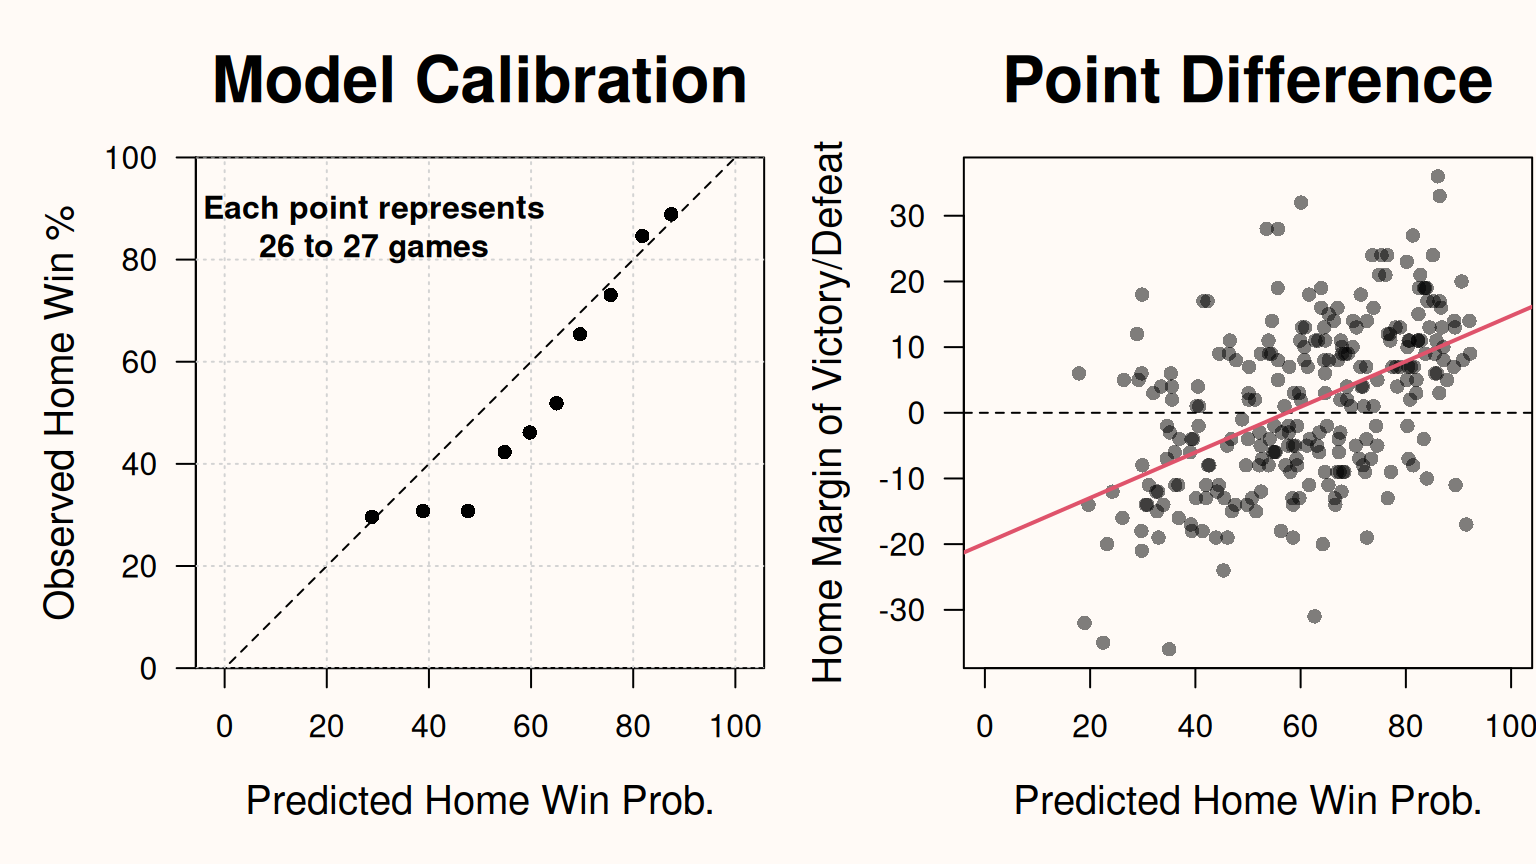 Model Calibration
Observed Home Win %
100
80
60
40
20
0
Each point represents
26 to 27 games
0 20 40 60 80 100
Predicted Home Win Prob.
Point Difference
Home Margin of Victory/Defeat
30
20
10
0
-10
-20
-30
0 20 40 60 80 100
Predicted Home Win Prob.